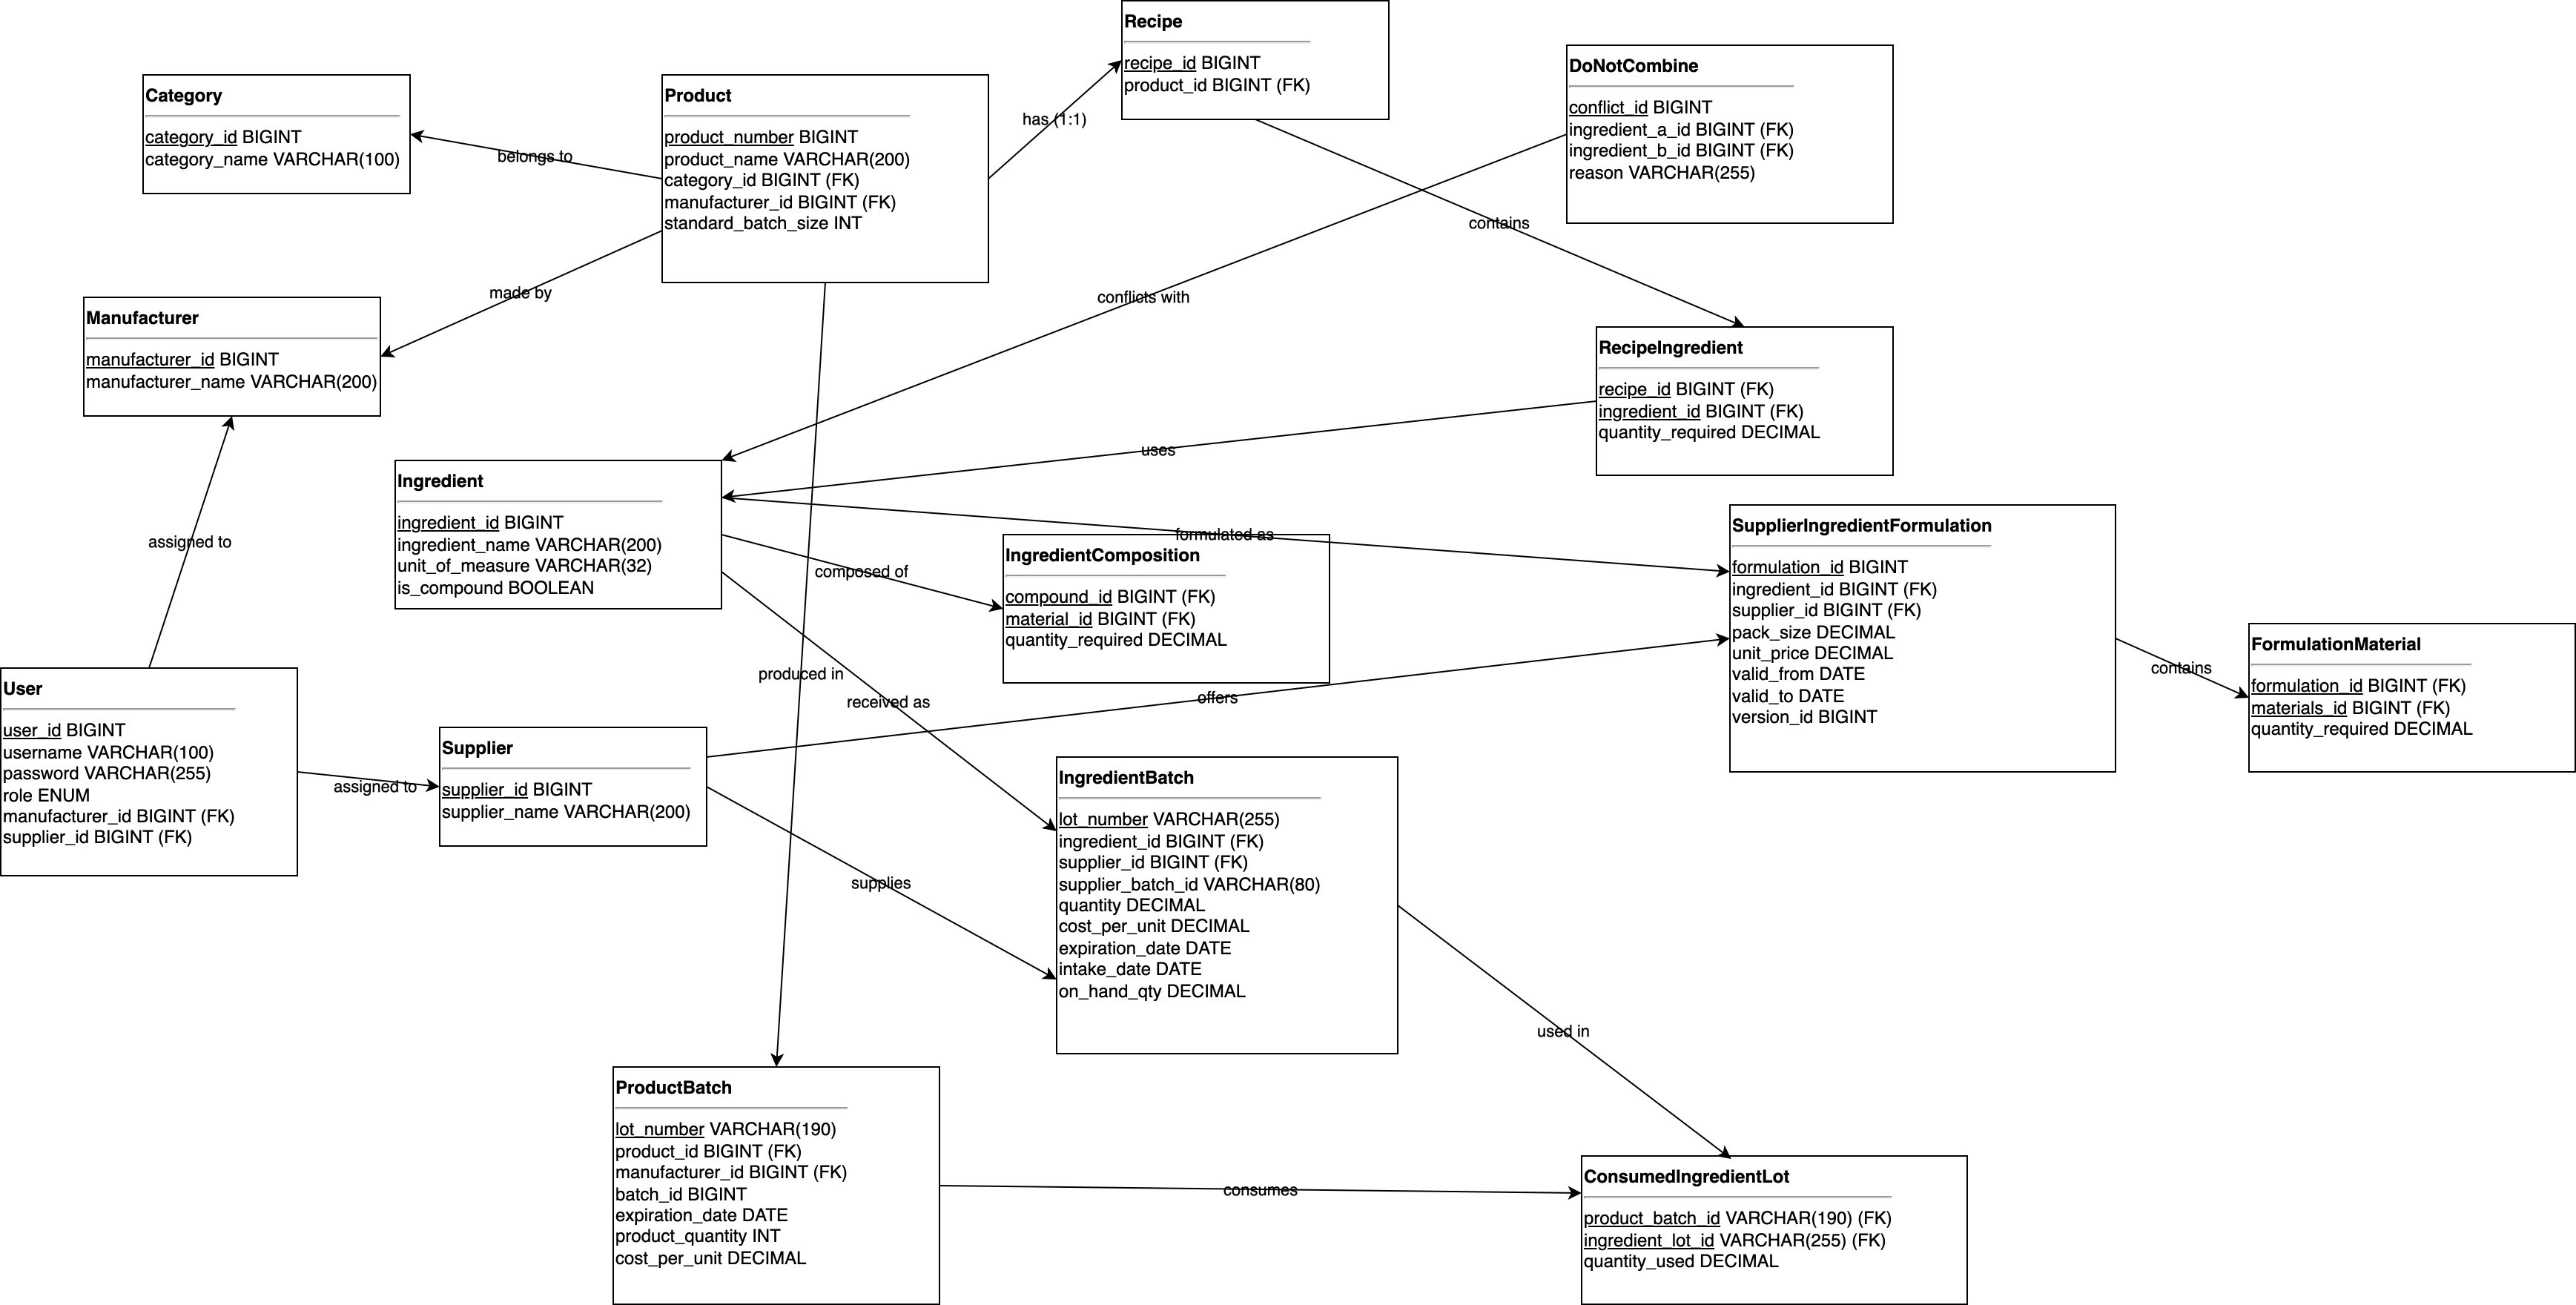 Recipe
recipe_id BIGINT
product_id BIGINT (FK)
DoNotCombine
conflict_id BIGINT
ingredient_a_id BIGINT (FK)
ingredient_b_id BIGINT (FK)
reason VARCHAR(255)
Category
category_id BIGINT
category_name VARCHAR(100)
Product
product_number BIGINT
product_name VARCHAR(200)
category_id BIGINT (FK)
manufacturer_id BIGINT (FK)
standard_batch_size INT
has (1:1)
belongs to
contains
made by
conflicts with
Manufacturer
manufacturer_id BIGINT
manufacturer_name VARCHAR(200)
RecipeIngredient
recipe_id BIGINT (FK)
ingredient_id BIGINT (FK)
quantity_required DECIMAL
uses
Ingredient
ingredient_id BIGINT
ingredient_name VARCHAR(200)
unit_of_measure VARCHAR(32)
is_compound BOOLEAN
formulated as
assigned to
composed of
IngredientComposition
compound_id BIGINT (FK)
material_id BIGINT (FK)
quantity_required DECIMAL
SupplierIngredientFormulation
formulation_id BIGINT
ingredient_id BIGINT (FK)
supplier_id BIGINT (FK)
pack_size DECIMAL
unit_price DECIMAL
valid_from DATE
valid_to DATE
version_id BIGINT
contains
FormulationMaterial
formulation_id BIGINT (FK)
materials_id BIGINT (FK)
quantity_required DECIMAL
produced in
received as
offers
User
user_id BIGINT
username VARCHAR(100)
password VARCHAR(255)
role ENUM
manufacturer_id BIGINT (FK)
supplier_id BIGINT (FK)
assigned to
Supplier
supplier_id BIGINT
supplier_name VARCHAR(200)
supplies
IngredientBatch
lot_number VARCHAR(255)
ingredient_id BIGINT (FK)
supplier_id BIGINT (FK)
supplier_batch_id VARCHAR(80)
quantity DECIMAL
cost_per_unit DECIMAL
expiration_date DATE
intake_date DATE
on_hand_qty DECIMAL
used in
ProductBatch
lot_number VARCHAR(190)
product_id BIGINT (FK)
manufacturer_id BIGINT (FK)
batch_id BIGINT
expiration_date DATE
product_quantity INT
cost_per_unit DECIMAL
consumes
ConsumedIngredientLot
product_batch_id VARCHAR(190) (FK)
ingredient_lot_id VARCHAR(255) (FK)
quantity_used DECIMAL